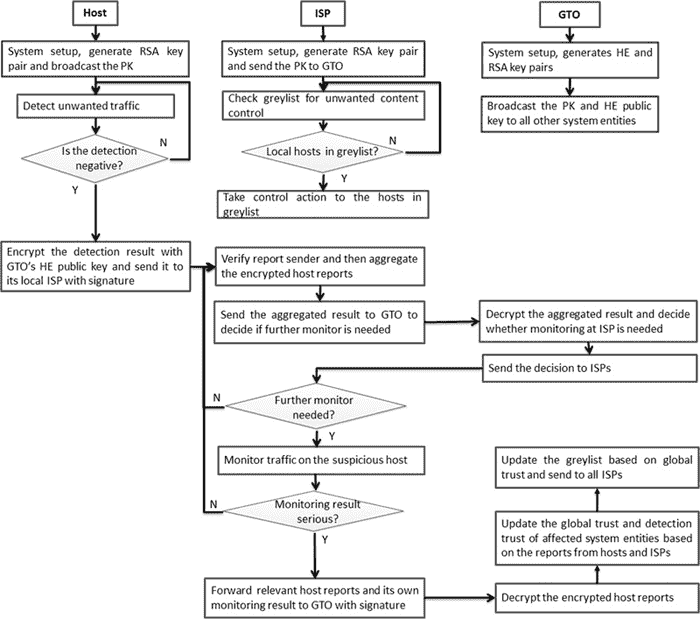 Host
ISP
GTO
System setup, generate RSA key
pair and broadcast the PK
System setup, generate RSA key pair
and send the PK to GTO
System setup, generates HE and
RSA key pairs
Detect unwanted traffic
Check greylist for unwanted content
control
Broadcast the PK and HE public
key to all other system entities
Is the detection
negative?
N
Y
Local hosts in greylist?
N
Y
Take control action to the hosts in
greylist
Encrypt the detection result with
GTO's HE public key and send it to
its local ISP with signature
Verify report sender and then aggregate
the encrypted host reports
Send the aggregated result to GTO to
decide if further monitor is needed
Decrypt the aggregated result and decide
whether monitoring at ISP is needed
Send the decision to ISPs
Further monitor
needed?
N
Y
Monitor traffic on the suspicious host
Monitoring result
serious?
N
Y
Update the greylist based on global
trust and send to all ISPs
Update the global trust and detection
trust of affected system entities based
on the reports from hosts and ISPs
Forward relevant host reports and its own
monitoring result to GTO with signature
Decrypt the encrypted host reports